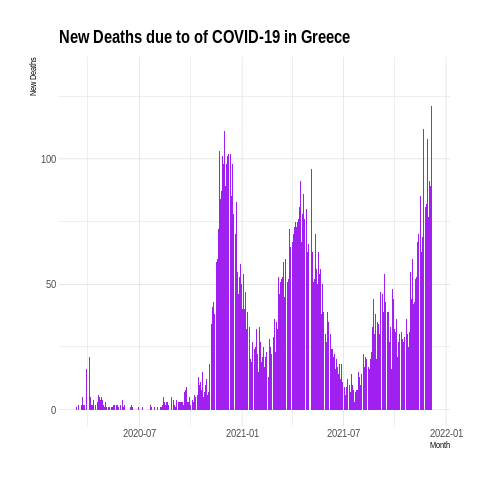 New Deaths due to of COVID-19 in Greece
New Deaths
100
50
0
2020-07 2021-01 2021-07 2022-01
Month